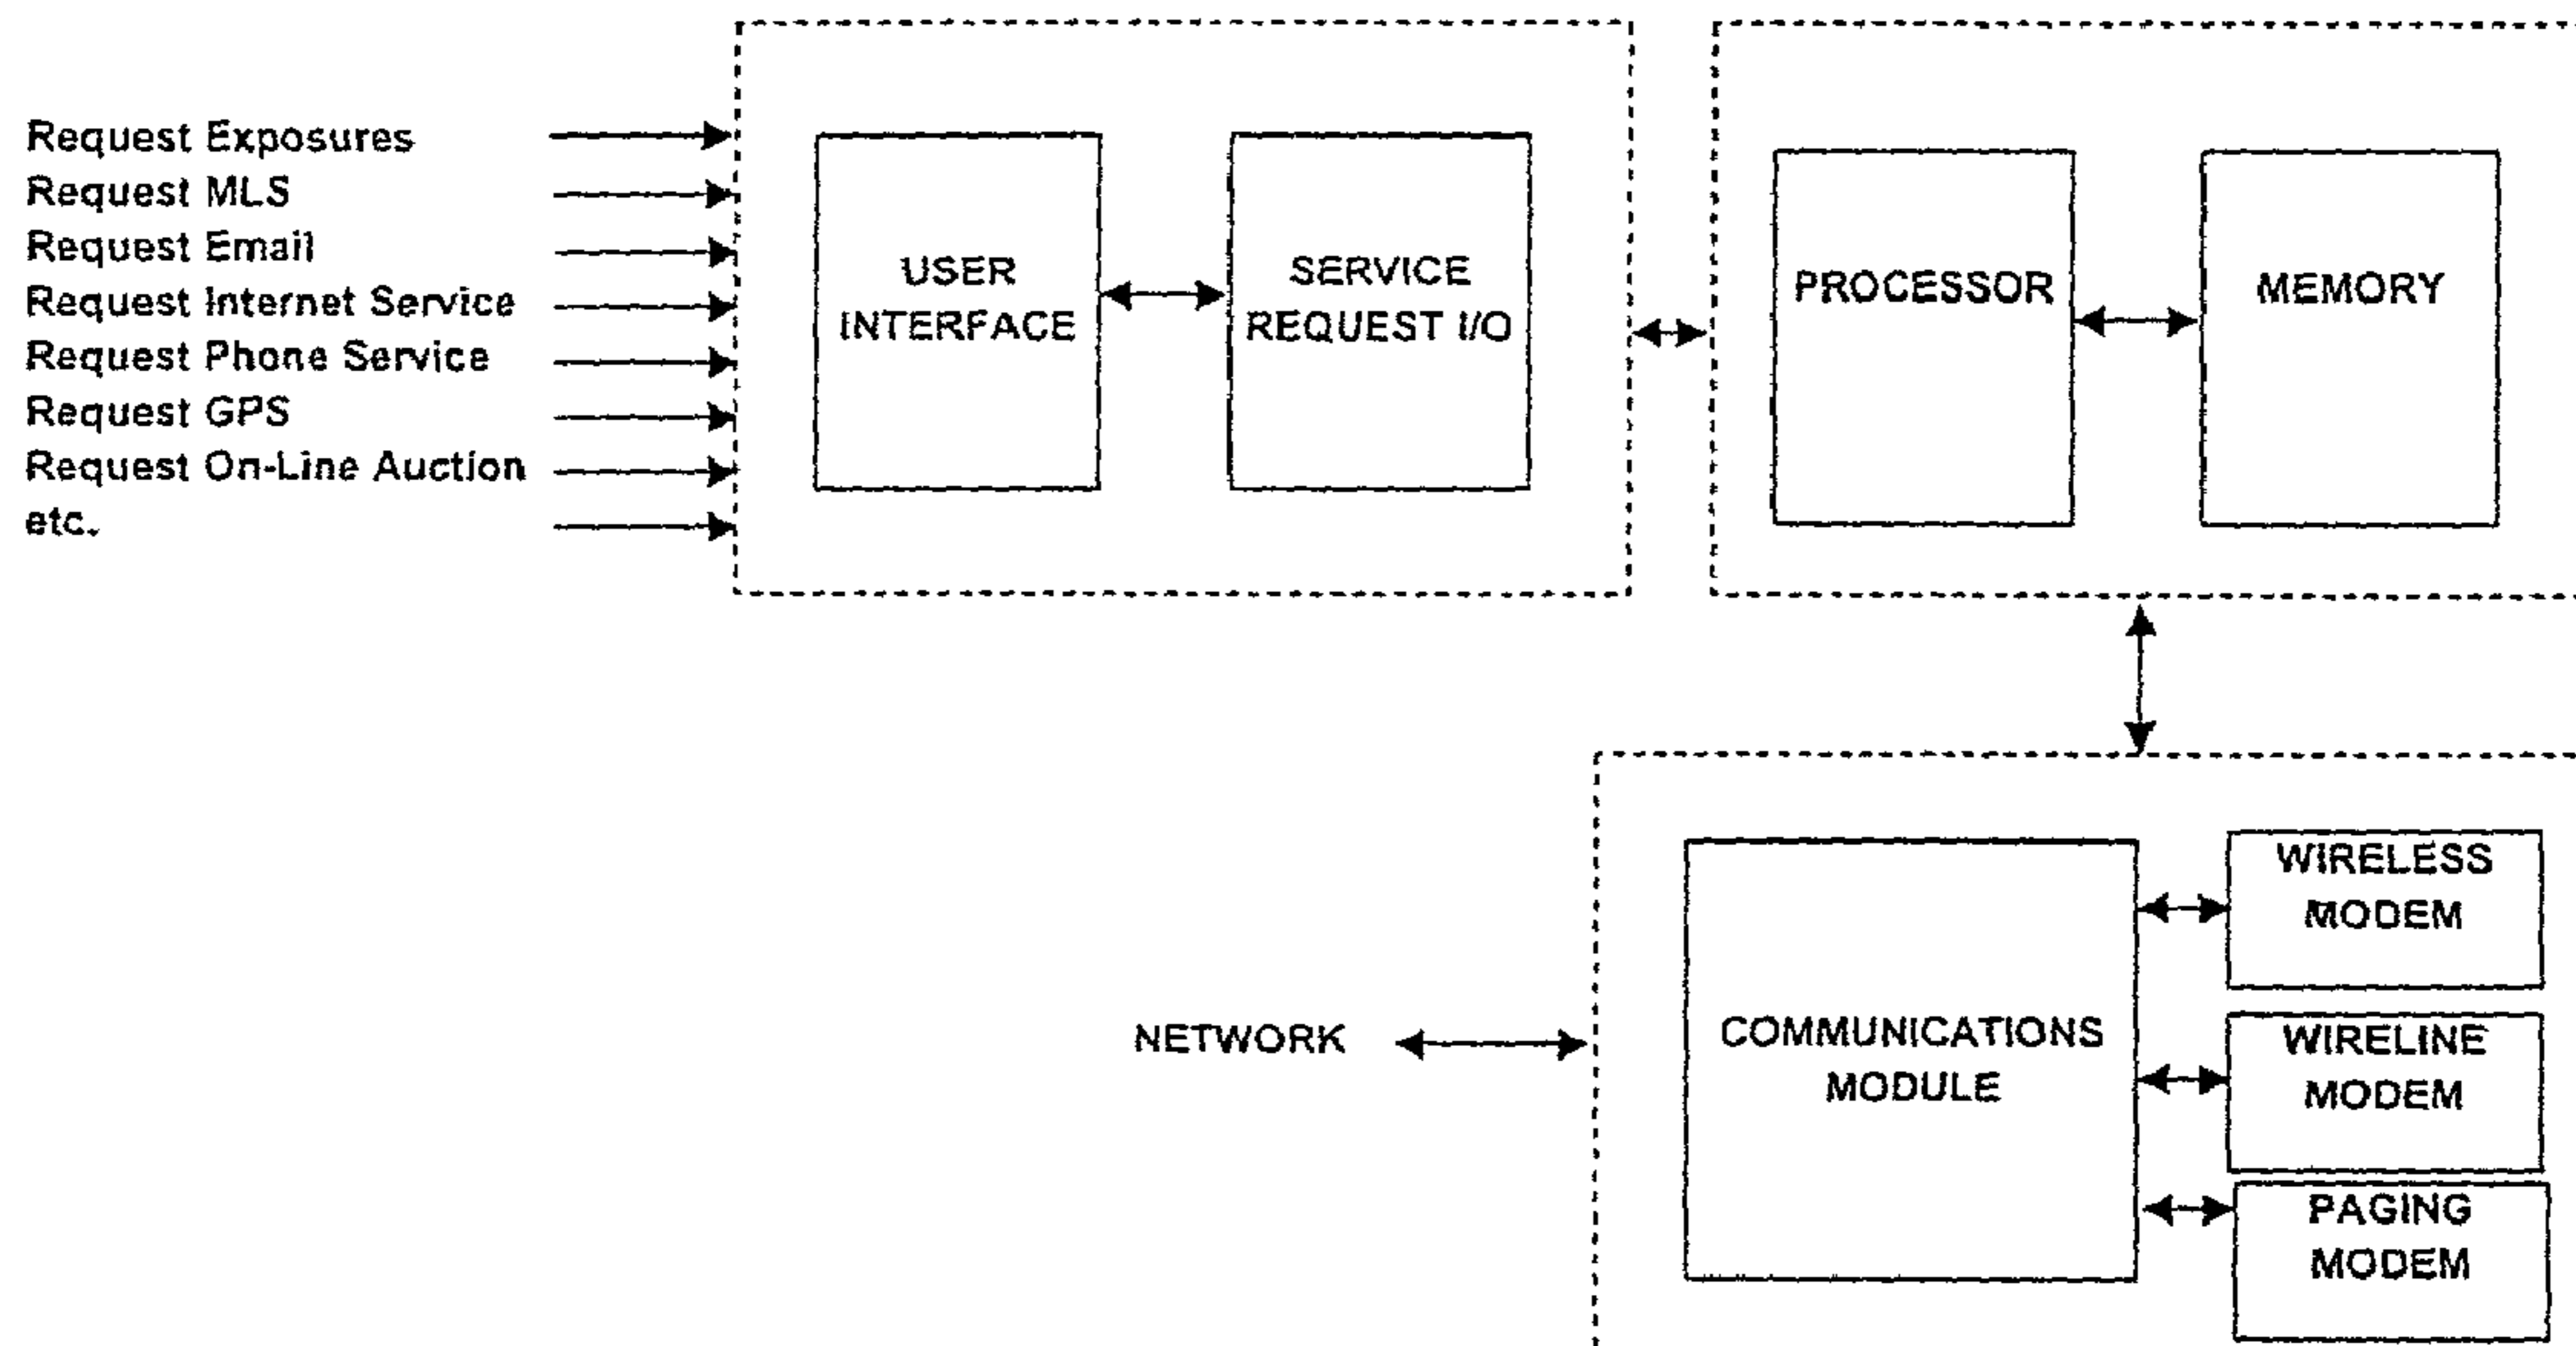 Request Exposures
Request MLS
Request Email
Request Internet Service
Request Phone Service
Request GPS
Request On-Line Auction
etc.
USER
INTERFACE
SERVICE
REQUEST I/O
PROCESSOR
MEMORY
NETWORK
COMMUNICATIONS
MODULE
WIRELESS
MODEM
WIRELINE
MODEM
PAGING
MODEM